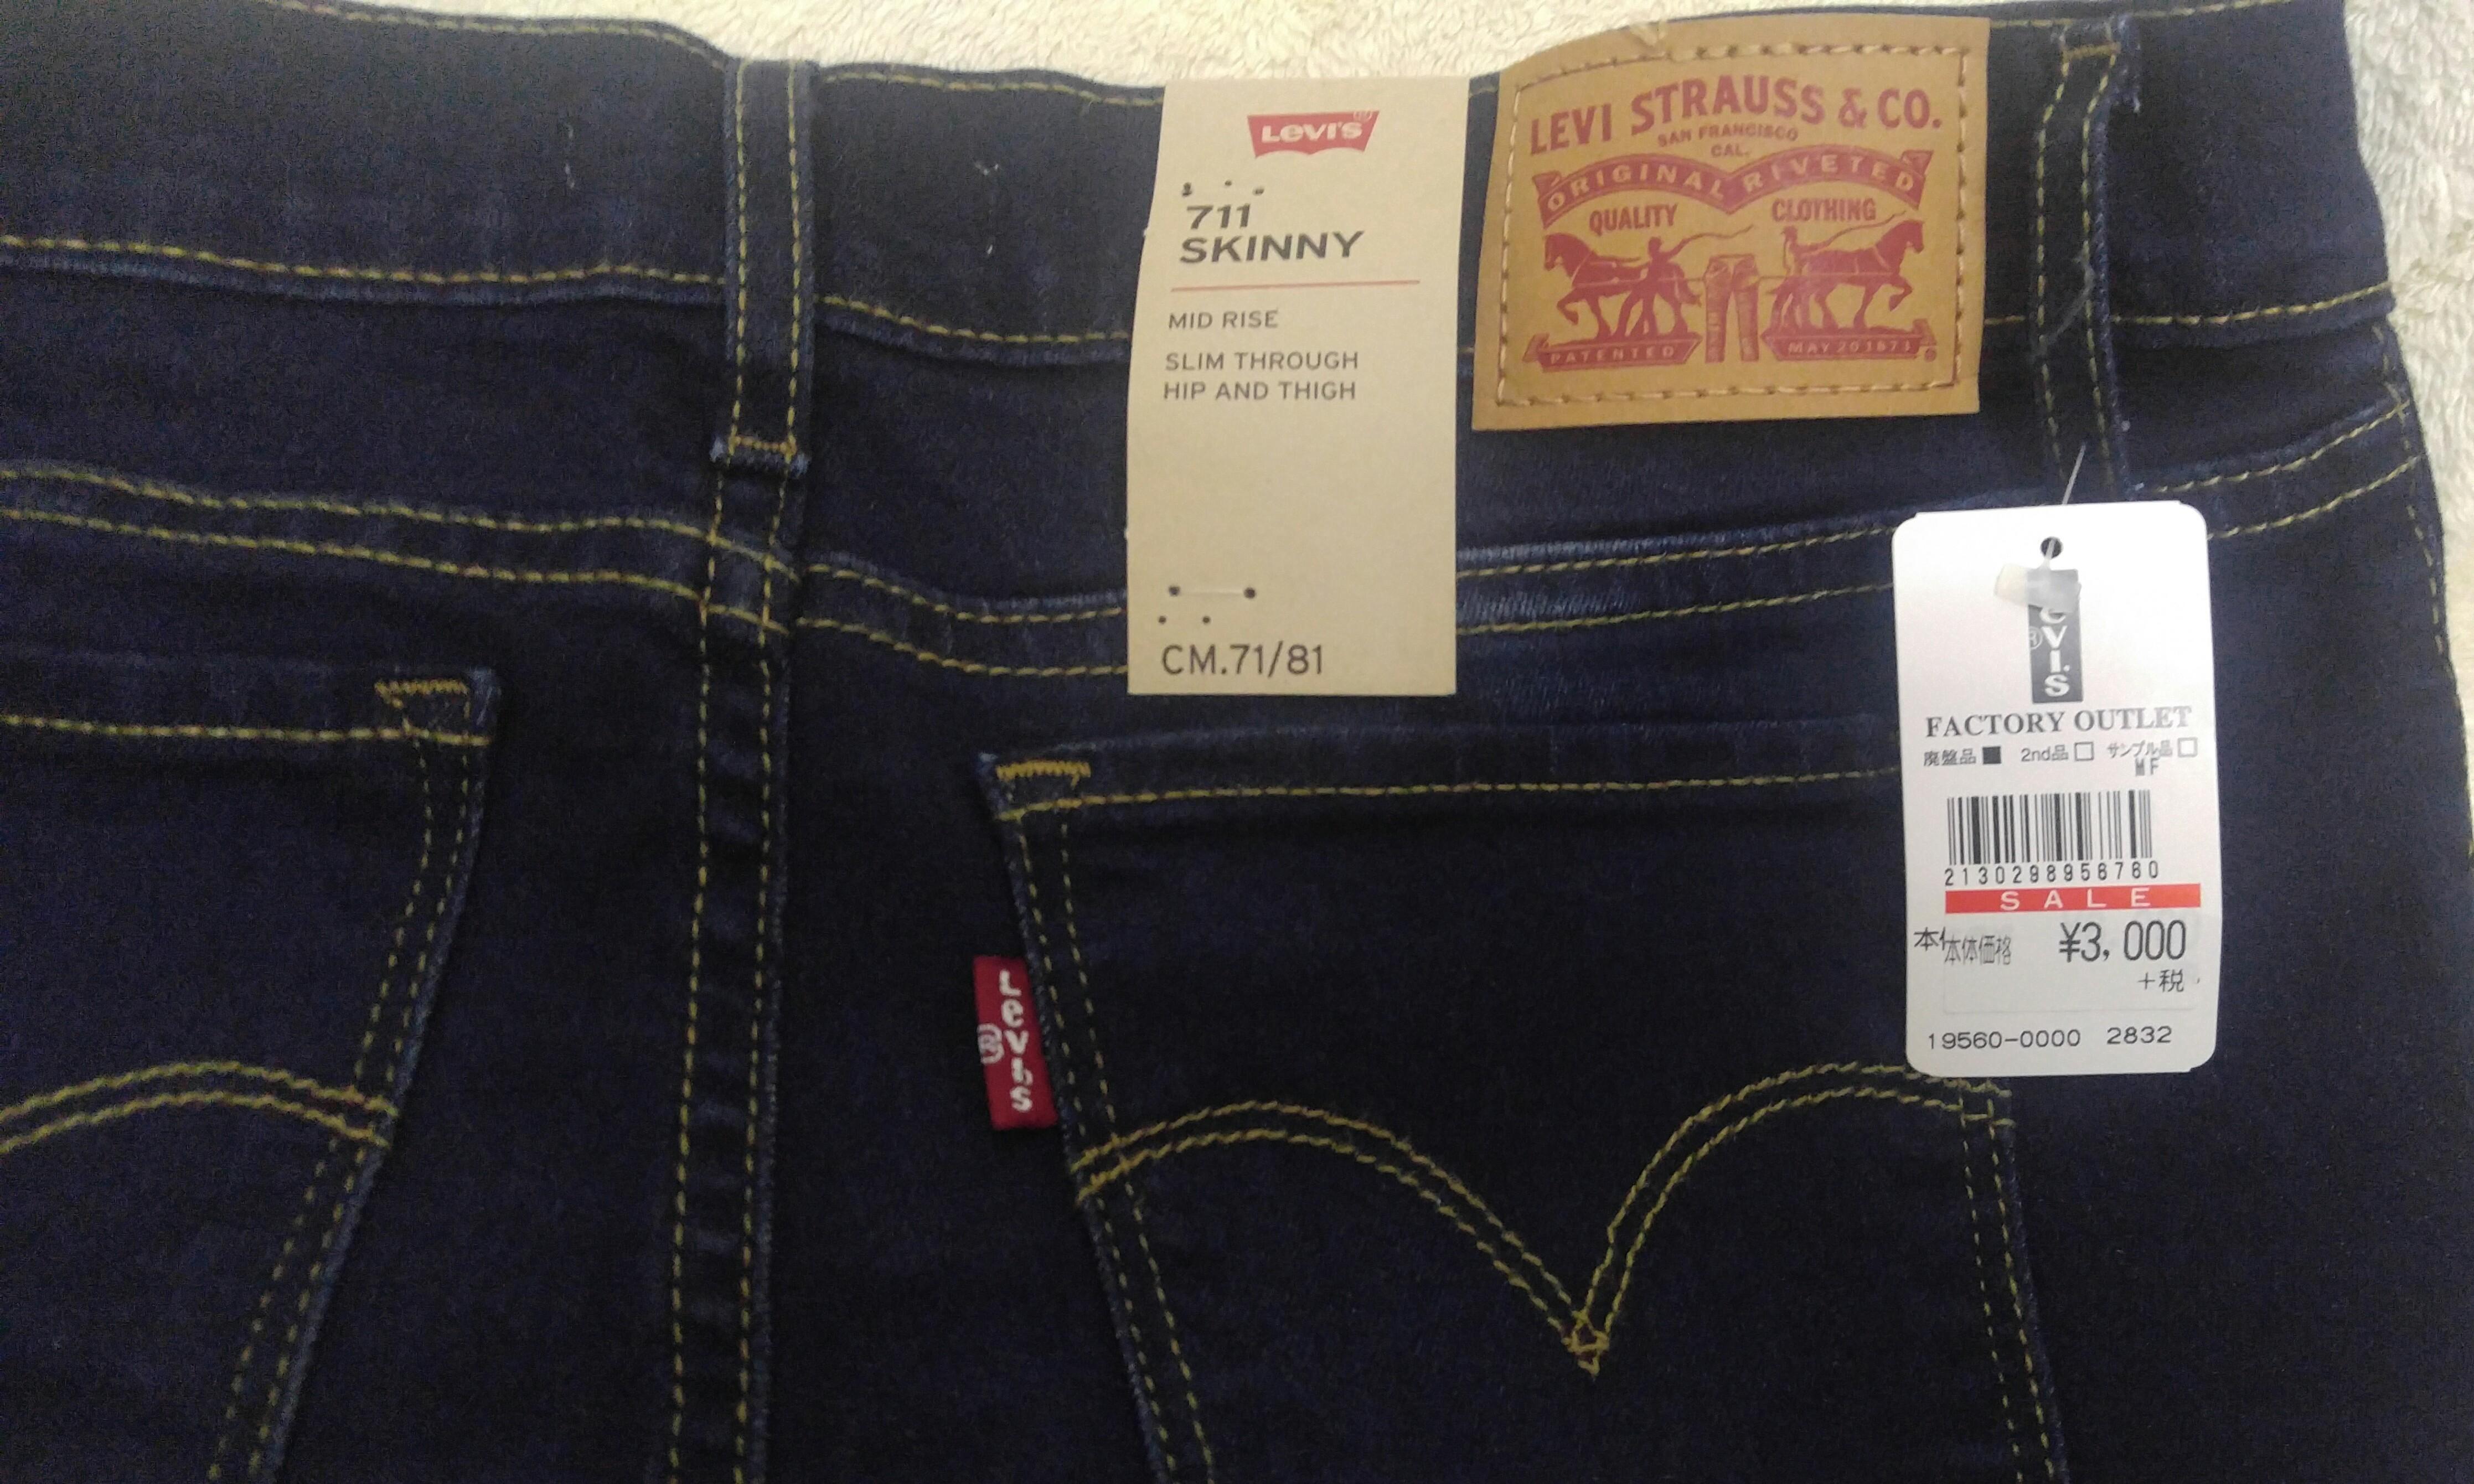 Levi's®
711
SKINNY
MID RISE
SLIM THROUGH
HIP AND THIGH
CM.71/81
LEVI STRAUSS & CO.
SAN FRANCISCO
CAL.
ORIGINAL RIVETED
QUALITY CLOTHING
PATENTED MAY 20 1873 ®
evi's ®
FACTORY OUTLET
廃盤品■ 2nd品□ サンプル品□
MF
2130298956760
SALE
本体価格 ¥3,000
+税
19560-0000 2832
Levi's ®